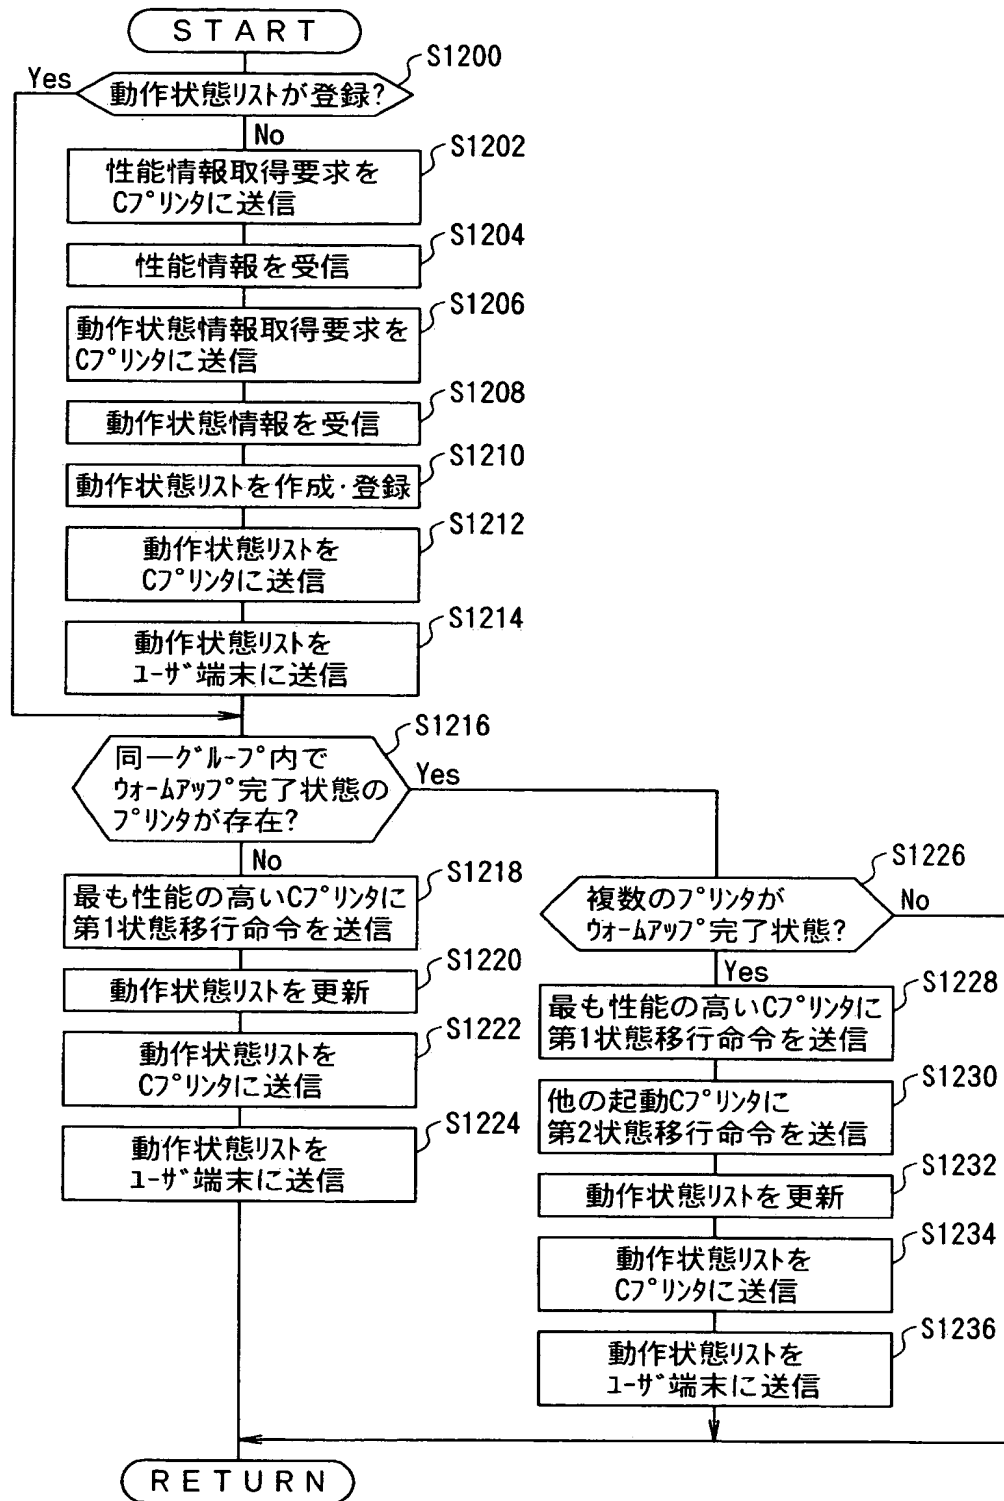 START
S1200
Yes
動作状態リストが登録?
No
S1202
性能情報取得要求を
Cプリンタに送信
S1204
性能情報を受信
S1206
動作状態情報取得要求を
Cプリンタに送信
S1208
動作状態情報を受信
S1210
動作状態リストを作成・登録
S1212
動作状態リストを
Cプリンタに送信
S1214
動作状態リストを
ユーザ端末に送信
S1216
同一グループ内で
ウォームアップ完了状態の
プリンタが存在?
Yes
No
S1218
最も性能の高いCプリンタに
第1状態移行命令を送信
S1220
動作状態リストを更新
S1222
動作状態リストを
Cプリンタに送信
S1224
動作状態リストを
ユーザ端末に送信
S1226
複数のプリンタが
ウォームアップ完了状態?
No
Yes
S1228
最も性能の高いCプリンタに
第1状態移行命令を送信
S1230
他の起動Cプリンタに
第2状態移行命令を送信
S1232
動作状態リストを更新
S1234
動作状態リストを
Cプリンタに送信
S1236
動作状態リストを
ユーザ端末に送信
RETURN